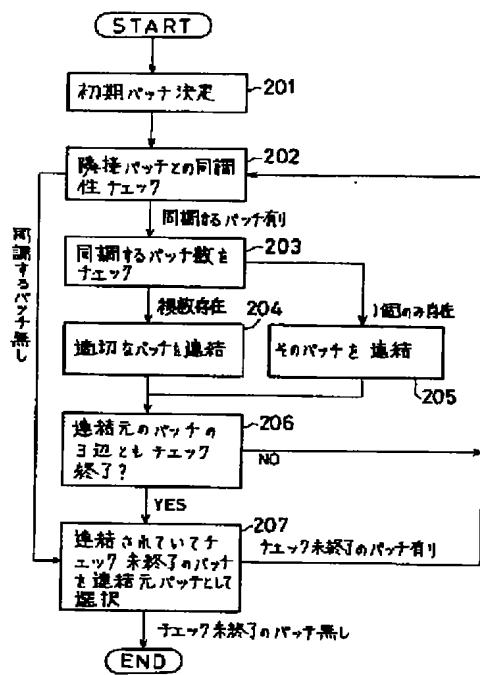 START
初期パッチ決定
201
隣接パッチとの同調
性チェック
202
同調するパッチ有り
同調するパッチ無し
同調するパッチ数を
チェック
203
複数存在
1個のみ存在
適切なパッチを連結
204
そのパッチを連結
205
連結元のパッチの
3辺ともチェック
終了?
206
NO
YES
連結されていてチ
ェック未終了のパッチ
を連結元パッチとして
選択
207
チェック未終了のパッチ有り
チェック未終了のパッチ無し
END